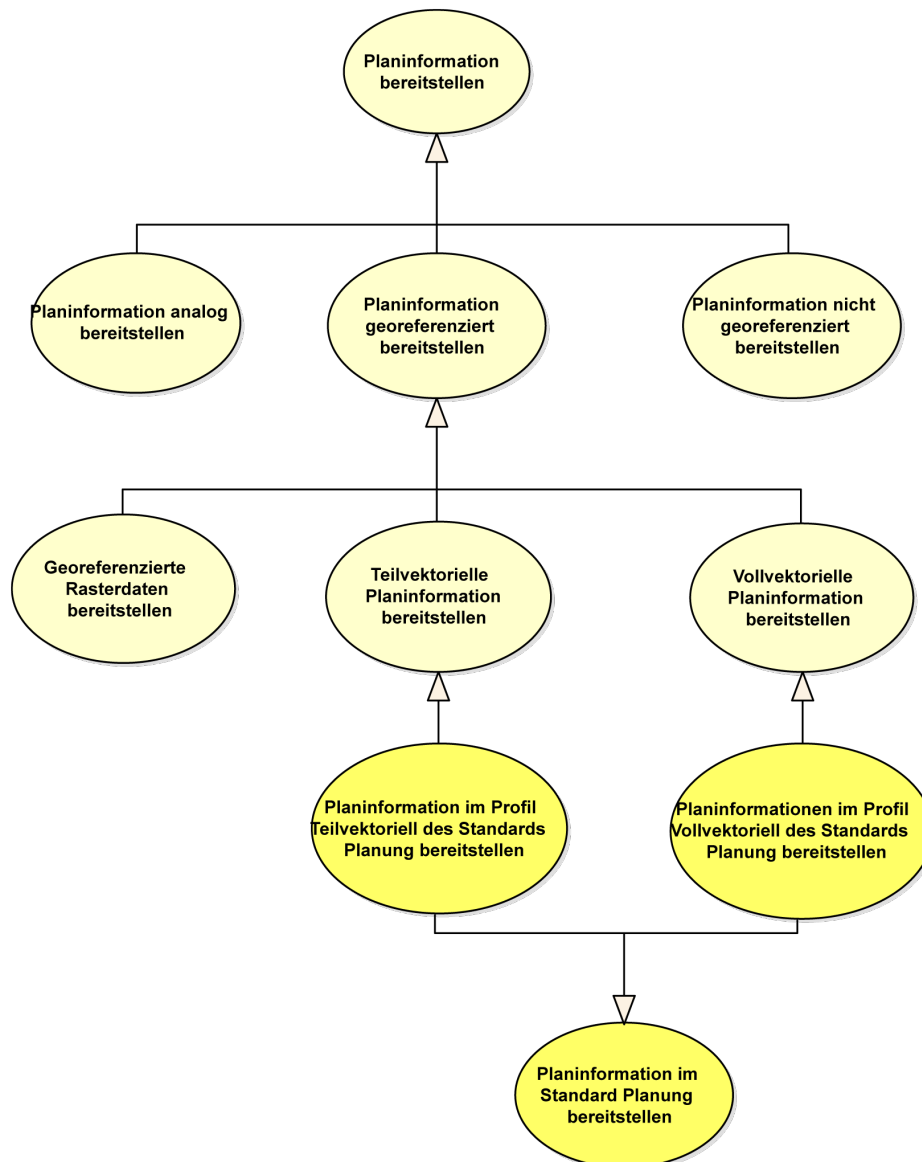 Planinformation
bereitstellen
Planinformation analog
bereitstellen
Planinformation
georeferenziert
bereitstellen
Planinformation nicht
georeferenziert
bereitstellen
Georeferenzierte
Rasterdaten
bereitstellen
Teilvektorielle
Planinformation
bereitstellen
Vollvektorielle
Planinformation
bereitstellen
Planinformation im Profil
Teilvektoriell des Standards
Planung bereitstellen
Planinformationen im Profil
Vollvektoriell des Standards
Planung bereitstellen
Planinformation im
Standard Planung
bereitstellen